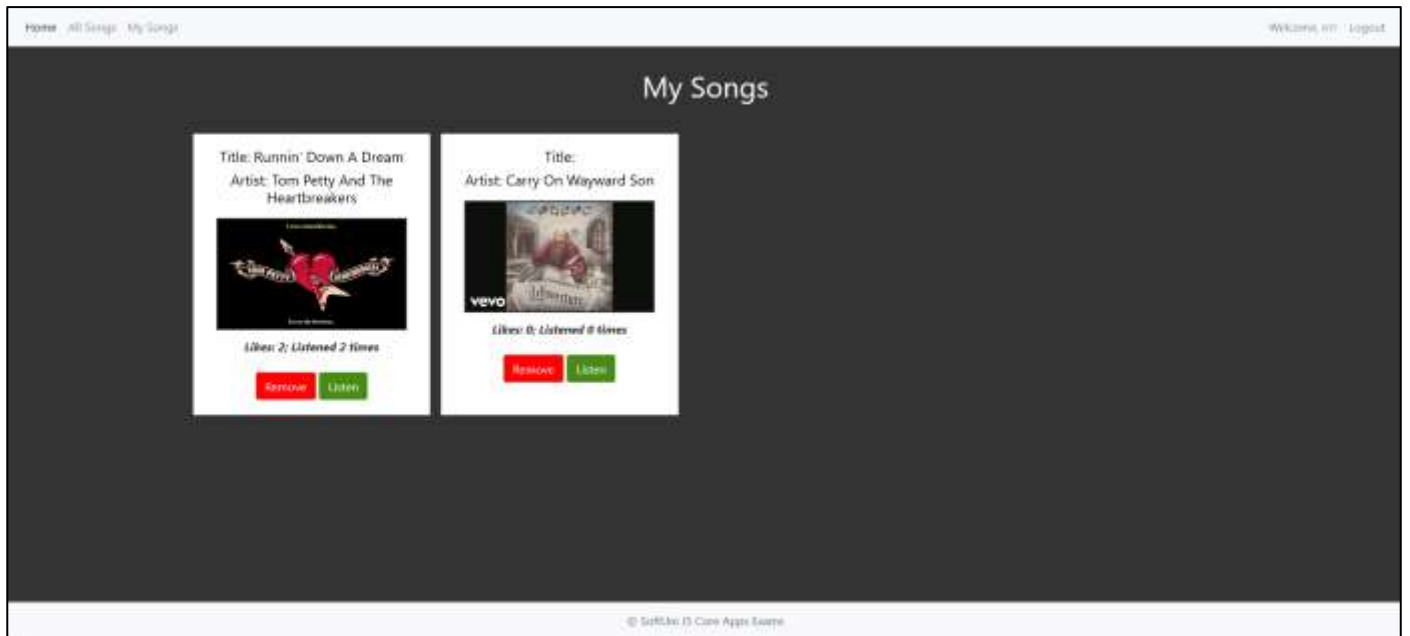 Home All Songs My Songs
Welcome, Logout
My Songs
Title: Runnin' Down A Dream
Artist: Tom Petty And The
Heartbreakers
TOM PETTY
Likes: 2; Listened 2 times
Remove Listen
Title:
Artist: Carry On Wayward Son
vevo
Likes: 0; Listened 0 times
Remove Listen
© SoftUni JS Core Apps Exams